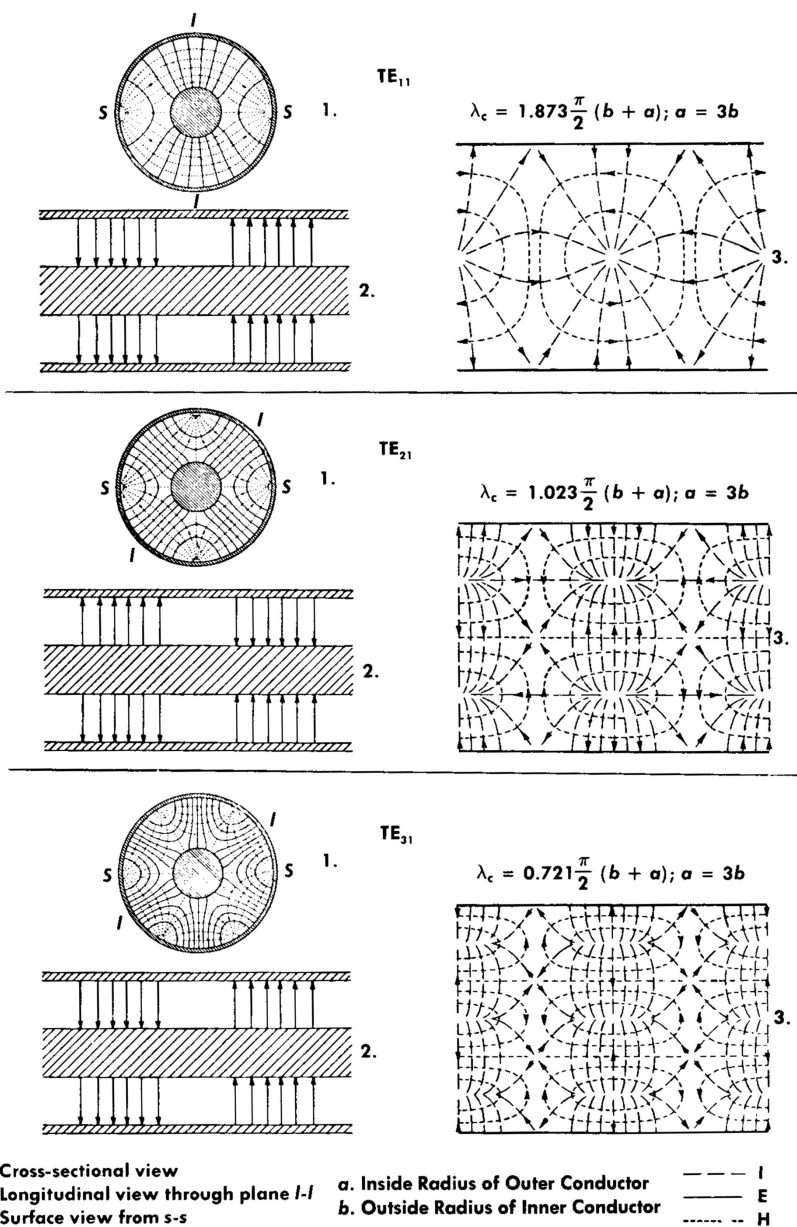 l
TE₁₁
S
S
1.
λc = 1.873 π/2 (b + a); a = 3b
l
2.
3.
TE₂₁
l
S
S
1.
λc = 1.023 π/2 (b + a); a = 3b
l
2.
3.
TE₃₁
l
S
S
1.
λc = 0.721 π/2 (b + a); a = 3b
l
2.
3.
Cross-sectional view
Longitudinal view through plane l-l
Surface view from s-s
a. Inside Radius of Outer Conductor
b. Outside Radius of Inner Conductor
I
E
H